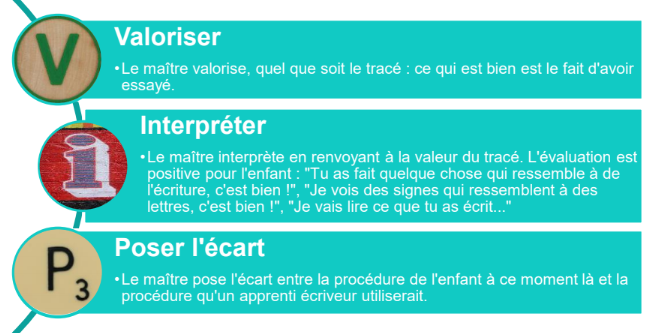 V
Valoriser
•Le maître valorise, quel que soit le tracé : ce qui est bien est le fait d'avoir
essayé.
i
Interpréter
•Le maître interprète en renvoyant à la valeur du tracé. L'évaluation est
positive pour l'enfant : "Tu as fait quelque chose qui ressemble à de
l'écriture, c'est bien !", "Je vois des signes qui ressemblent à des
lettres, c'est bien !", "Je vais lire ce que tu as écrit..."
P3
Poser l'écart
•Le maître pose l'écart entre la procédure de l'enfant à ce moment là et la
procédure qu'un apprenti écriveur utiliserait.